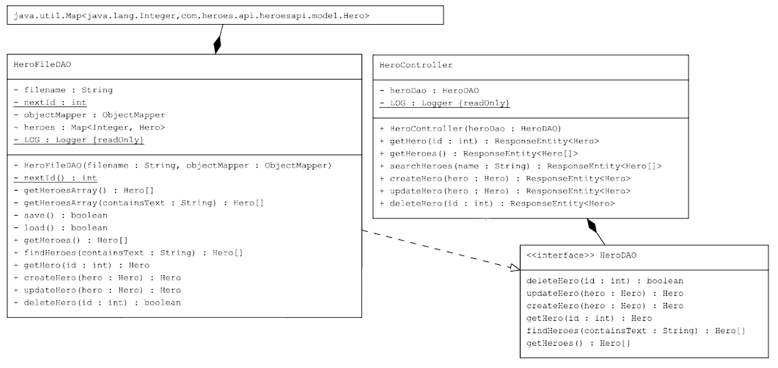 java.util.Map<java.lang.Integer,com.heroes.api.heroesapi.model.Hero>
HeroFileDAO
- filename : String
- nextId : int
- objectMapper : ObjectMapper
~ heroes : Map<Integer, Hero>
- LOG : Logger {readOnly}
+ HeroFileDAO(filename : String, objectMapper : ObjectMapper)
- nextId() : int
- getHeroesArray() : Hero[]
- getHeroesArray(containsText : String) : Hero[]
- save() : boolean
- load() : boolean
+ getHeroes() : Hero[]
+ findHeroes(containsText : String) : Hero[]
+ getHero(id : int) : Hero
+ createHero(hero : Hero) : Hero
+ updateHero(hero : Hero) : Hero
+ deleteHero(id : int) : boolean
HeroController
- heroDao : HeroDAO
- LOG : Logger {readOnly}
+ HeroController(heroDao : HeroDAO)
+ getHero(id : int) : ResponseEntity<Hero>
+ getHeroes() : ResponseEntity<Hero[]>
+ searchHeroes(name : String) : ResponseEntity<Hero[]>
+ createHero(hero : Hero) : ResponseEntity<Hero>
+ updateHero(hero : Hero) : ResponseEntity<Hero>
+ deleteHero(id : int) : ResponseEntity<Hero>
<<interface>> HeroDAO
deleteHero(id : int) : boolean
updateHero(hero : Hero) : Hero
createHero(hero : Hero) : Hero
getHero(id : int) : Hero
findHeroes(containsText : String) : Hero[]
getHeroes() : Hero[]